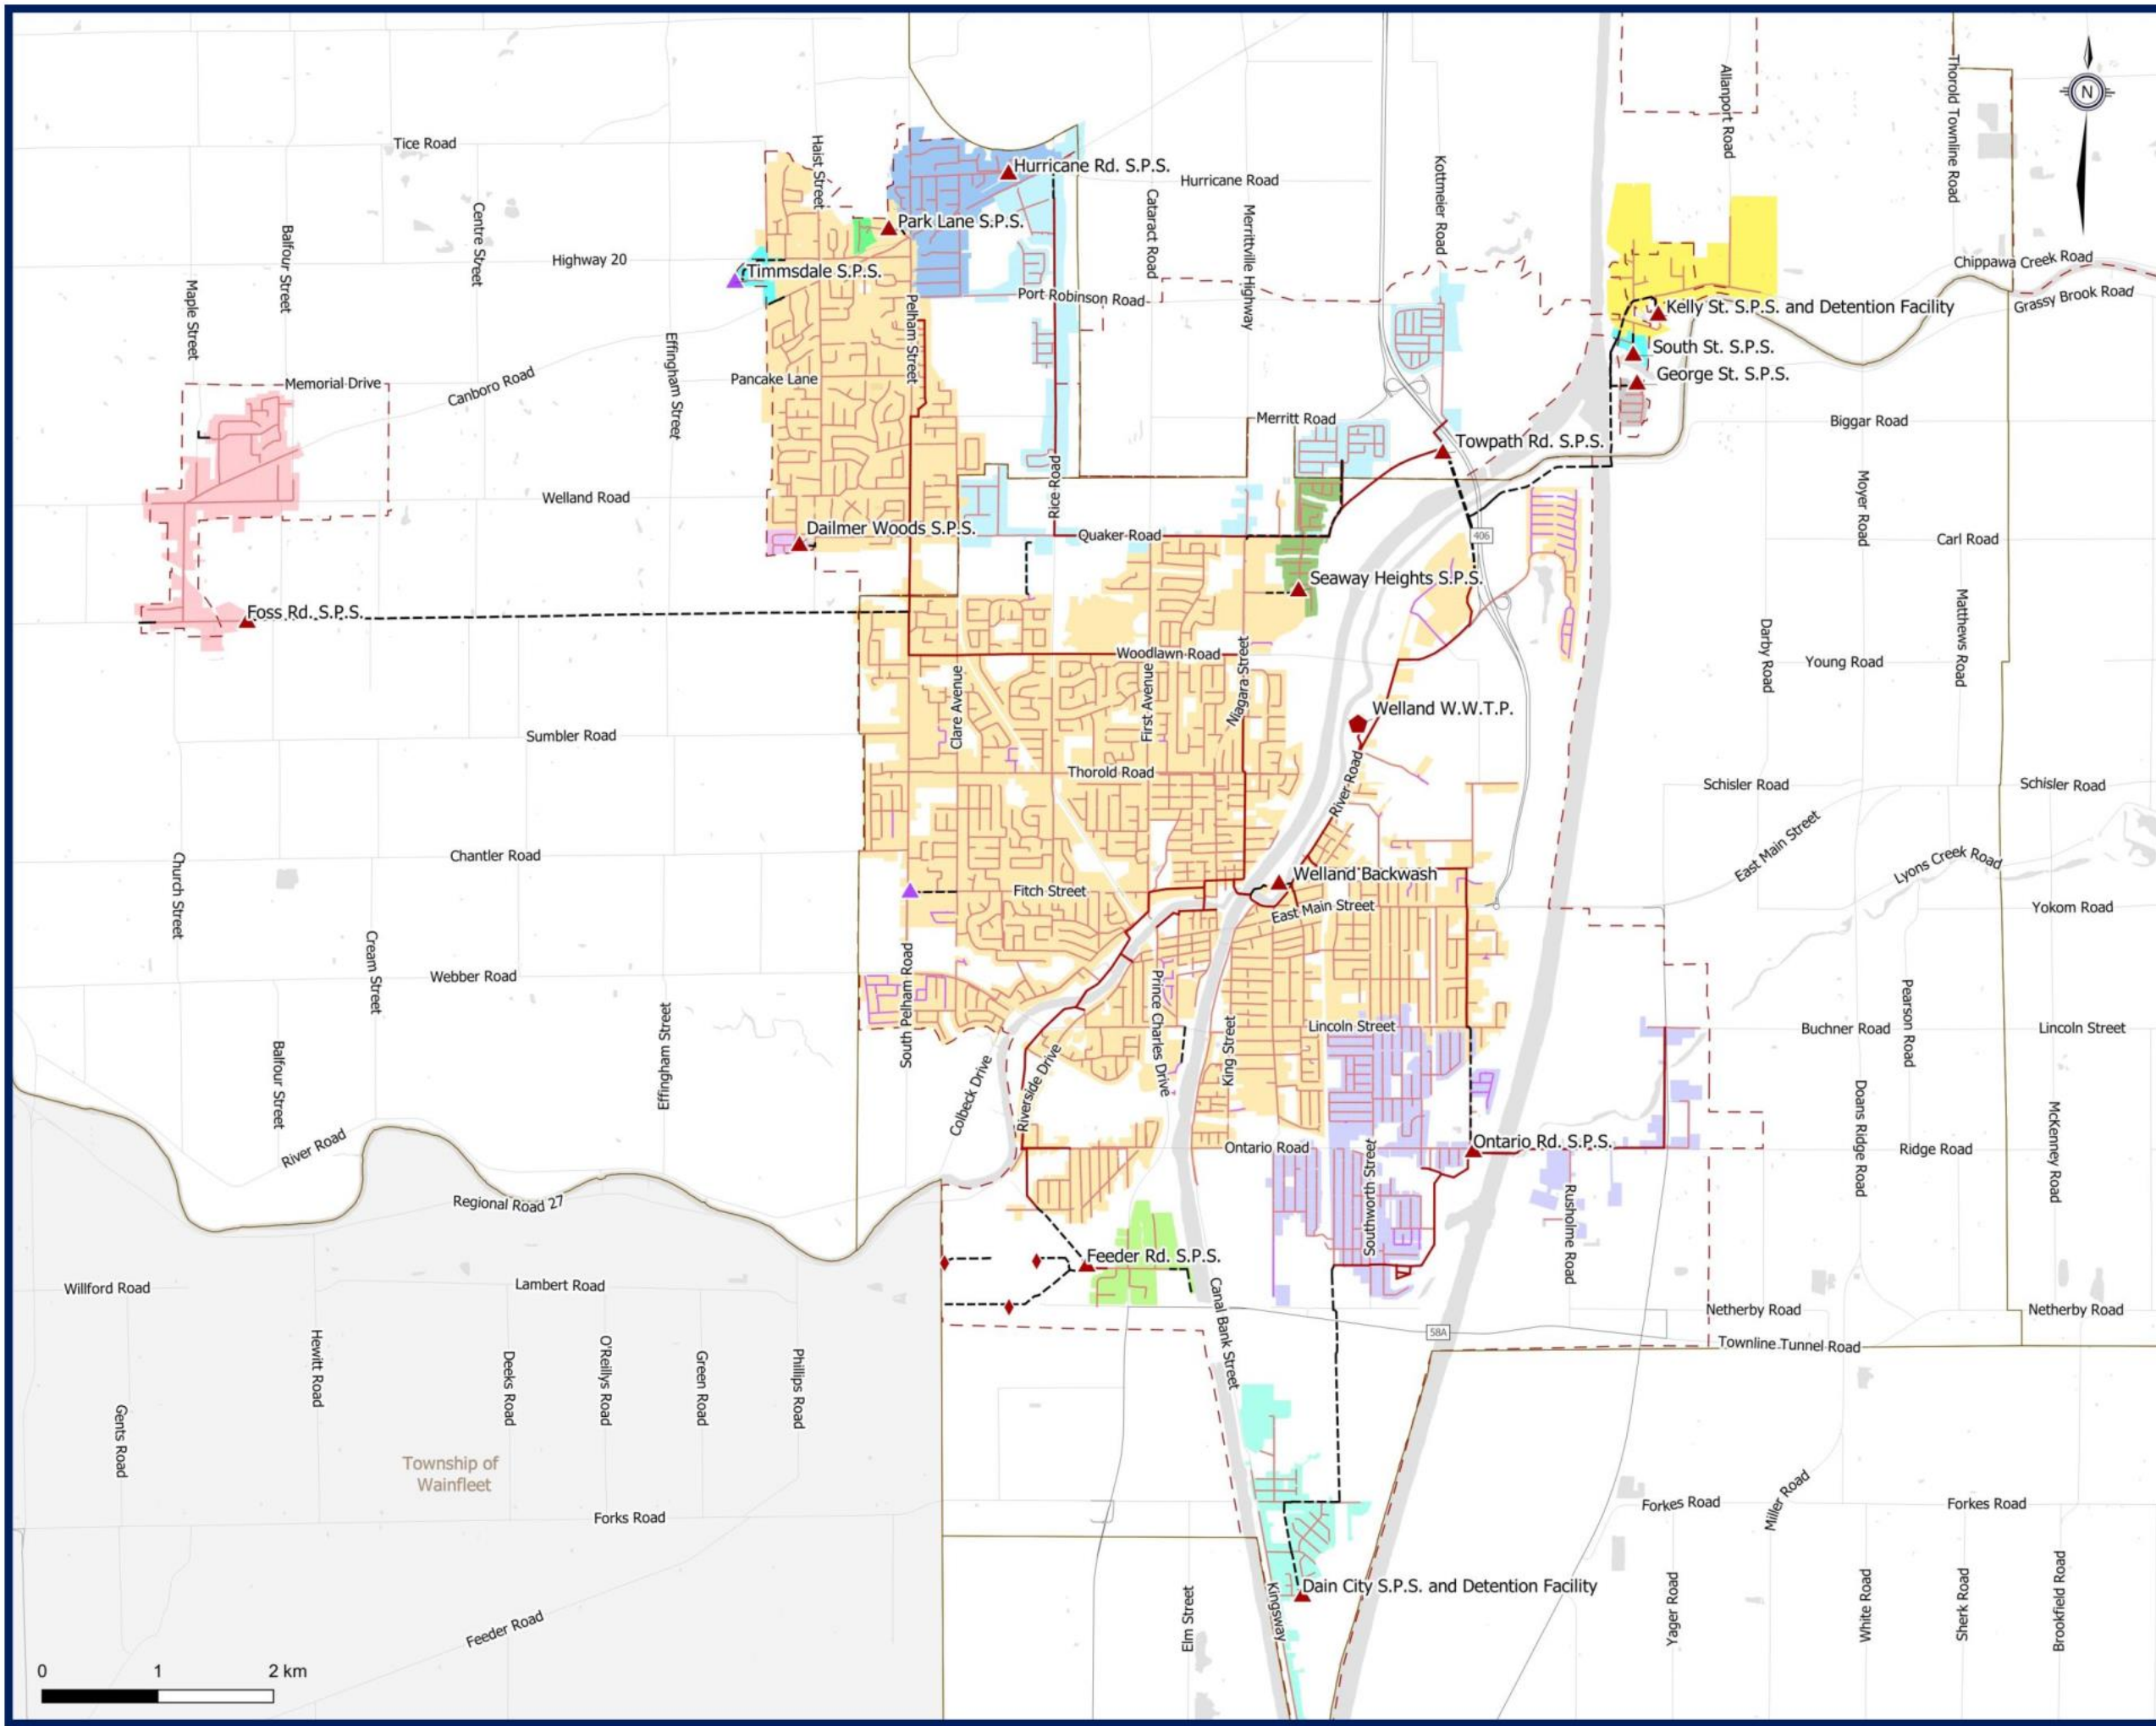 Tice Road
Haist Street
Hurricane Rd. S.P.S.
Hurricane Road
Kottmeier Road
Allanport Road
Thorold Townline Road
N
Balfour Street
Centre Street
Highway 20
Park Lane S.P.S.
Cataract Road
Merrittville Highway
Chippawa Creek Road
Timmsdale S.P.S.
Maple Street
Pelham Street
Port Robinson Road
Grassy Brook Road
Kelly St. S.P.S. and Detention Facility
Effingham Street
South St. S.P.S.
George St. S.P.S.
Memorial Drive
Canboro Road
Pancake Lane
Merritt Road
Biggar Road
Towpath Rd. S.P.S.
Welland Road
Rice Road
Moyer Road
Dailmer Woods S.P.S.
Quaker Road
406
Carl Road
Seaway Heights S.P.S.
Foss Rd. S.P.S.
Matthews Road
Darby Road
Woodlawn Road
Young Road
Clare Avenue
First Avenue
Niagara Street
Welland W.W.T.P.
Sumbler Road
Thorold Road
River Road
Schisler Road
Schisler Road
East Main Street
Chantler Road
Lyons Creek Road
Church Street
Fitch Street
Welland Backwash
East Main Street
Yokom Road
Cream Street
South Pelham Road
Webber Road
Prince Charles Drive
Pearson Road
Effingham Street
King Street
Lincoln Street
Buchner Road
Lincoln Street
Balfour Street
Colbeck Drive
Riverside Drive
Doans Ridge Road
McKenney Road
River Road
Ontario Road
Ontario Rd. S.P.S.
Ridge Road
Southworth Street
Rusholme Road
Regional Road 27
Feeder Rd. S.P.S.
Willford Road
Lambert Road
Canal Bank Street
Netherby Road
Netherby Road
58A
Townline Tunnel Road
Hewitt Road
Deeks Road
O'Reillys Road
Green Road
Phillips Road
Gents Road
Township of
Wainfleet
Forks Road
Forkes Road
Miller Road
Forkes Road
Dain City S.P.S. and Detention Facility
Elm Street
Kingsway
Yager Road
White Road
Sherk Road
Brookfield Road
Feeder Road
0 1 2 km